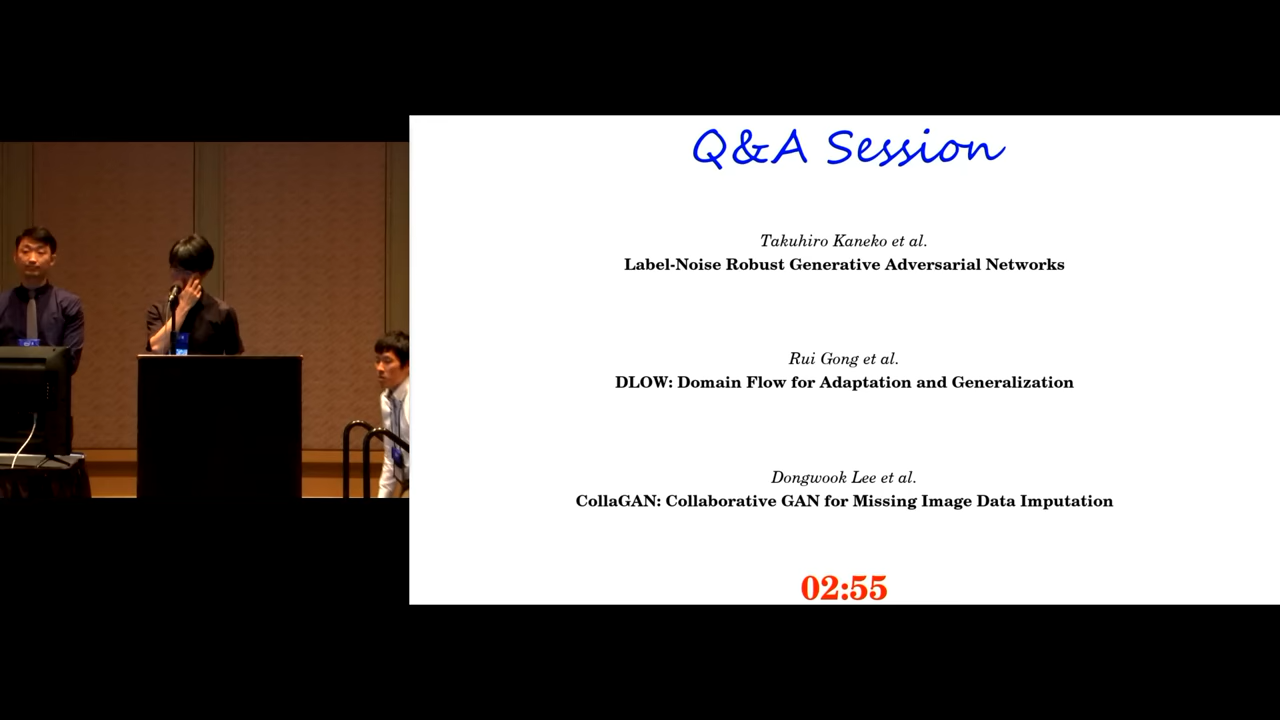 Q&A Session
Takuhiro Kaneko et al.
Label-Noise Robust Generative Adversarial Networks
Rui Gong et al.
DLOW: Domain Flow for Adaptation and Generalization
Dongwook Lee et al.
CollaGAN: Collaborative GAN for Missing Image Data Imputation
02:55